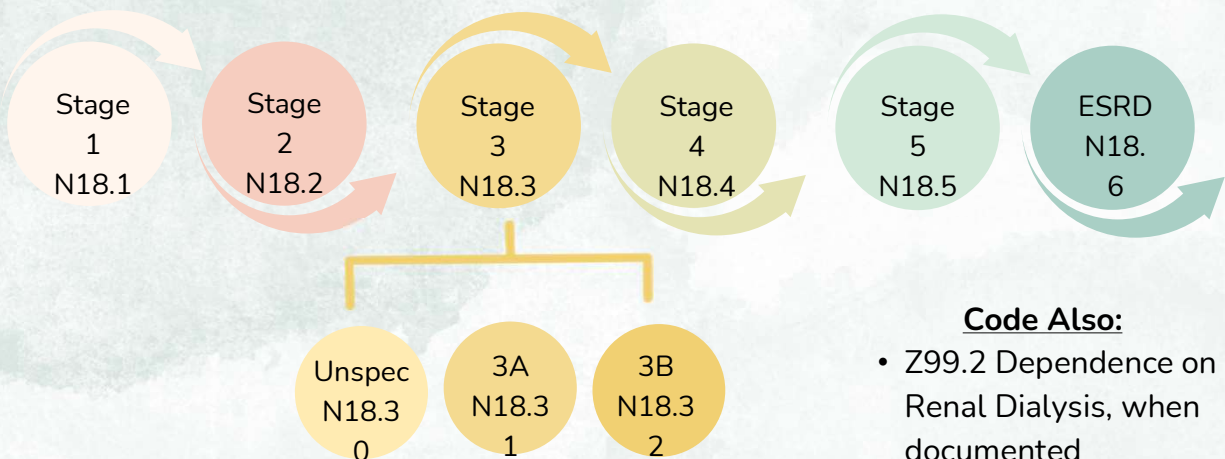 Stage
1
N18.1
Stage
2
N18.2
Stage
3
N18.3
Stage
4
N18.4
Stage
5
N18.5
ESRD
N18.
6
Unspec
N18.3
0
3A
N18.3
1
3B
N18.3
2
Code Also:
• Z99.2 Dependence on
Renal Dialysis, when
documented